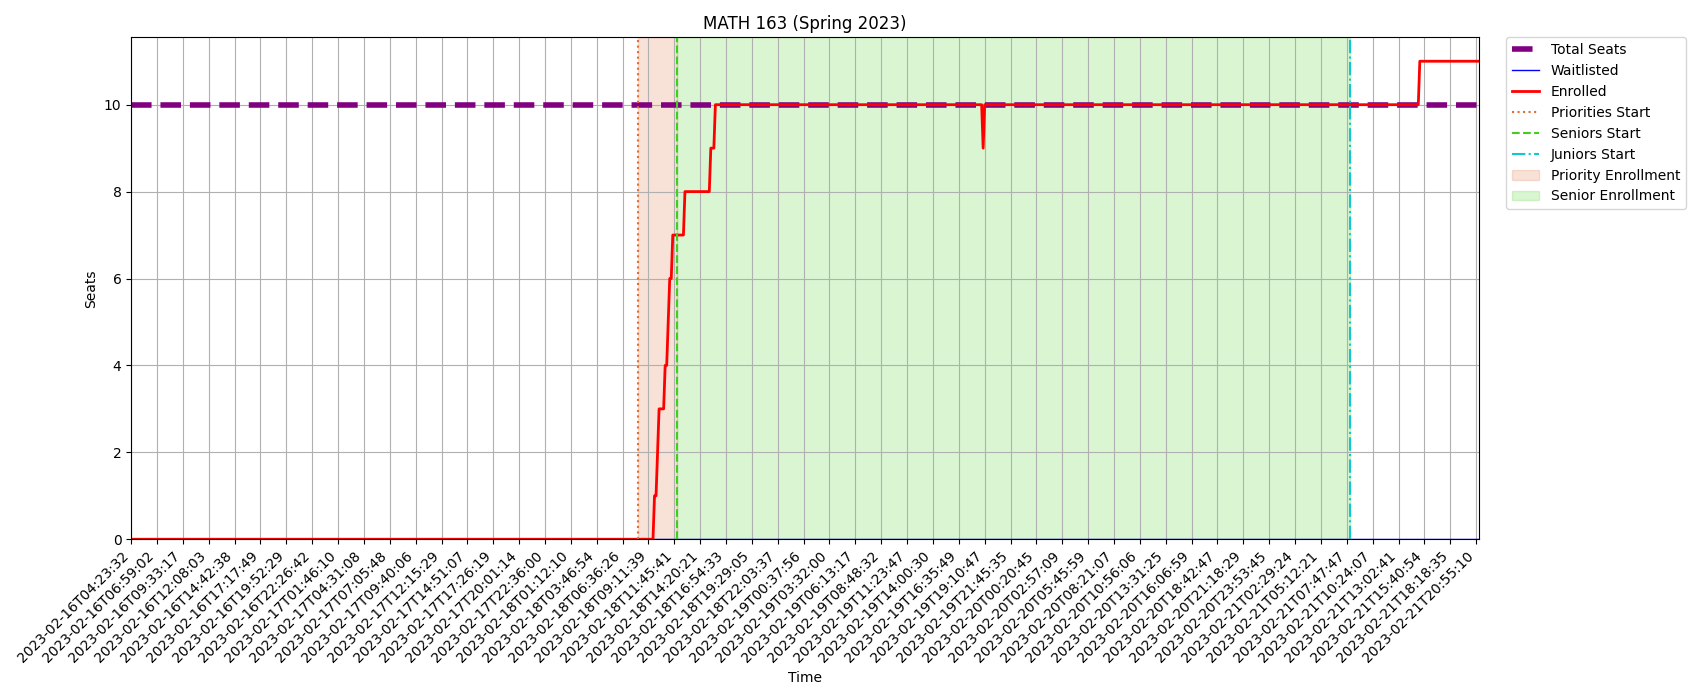 MATH 163 (Spring 2023)
Total Seats
Waitlisted
Enrolled
Priorities Start
Seniors Start
Juniors Start
Priority Enrollment
Senior Enrollment
Seats
10
8
6
4
2
0
2023-02-16T04:23:32
2023-02-16T06:59:02
2023-02-16T09:33:17
2023-02-16T12:08:03
2023-02-16T14:42:38
2023-02-16T17:17:49
2023-02-16T19:52:29
2023-02-16T22:26:42
2023-02-17T01:46:10
2023-02-17T04:31:08
2023-02-17T07:05:48
2023-02-17T09:40:06
2023-02-17T12:15:29
2023-02-17T14:51:07
2023-02-17T17:26:19
2023-02-17T20:01:14
2023-02-17T22:36:00
2023-02-18T01:12:10
2023-02-18T03:46:54
2023-02-18T06:36:26
2023-02-18T09:11:39
2023-02-18T11:45:41
2023-02-18T14:20:21
2023-02-18T16:54:33
2023-02-18T19:29:05
2023-02-18T22:03:37
2023-02-19T00:37:56
2023-02-19T03:32:00
2023-02-19T06:13:17
2023-02-19T08:48:32
2023-02-19T11:23:47
2023-02-19T14:00:30
2023-02-19T16:35:49
2023-02-19T19:10:47
2023-02-19T21:45:35
2023-02-20T00:20:45
2023-02-20T02:57:09
2023-02-20T05:45:59
2023-02-20T08:21:07
2023-02-20T10:56:06
2023-02-20T13:31:25
2023-02-20T16:06:59
2023-02-20T18:42:47
2023-02-20T21:18:29
2023-02-20T23:53:45
2023-02-21T02:29:24
2023-02-21T05:12:21
2023-02-21T07:47:47
2023-02-21T10:24:07
2023-02-21T13:02:41
2023-02-21T15:40:54
2023-02-21T18:18:35
2023-02-21T20:55:10
Time